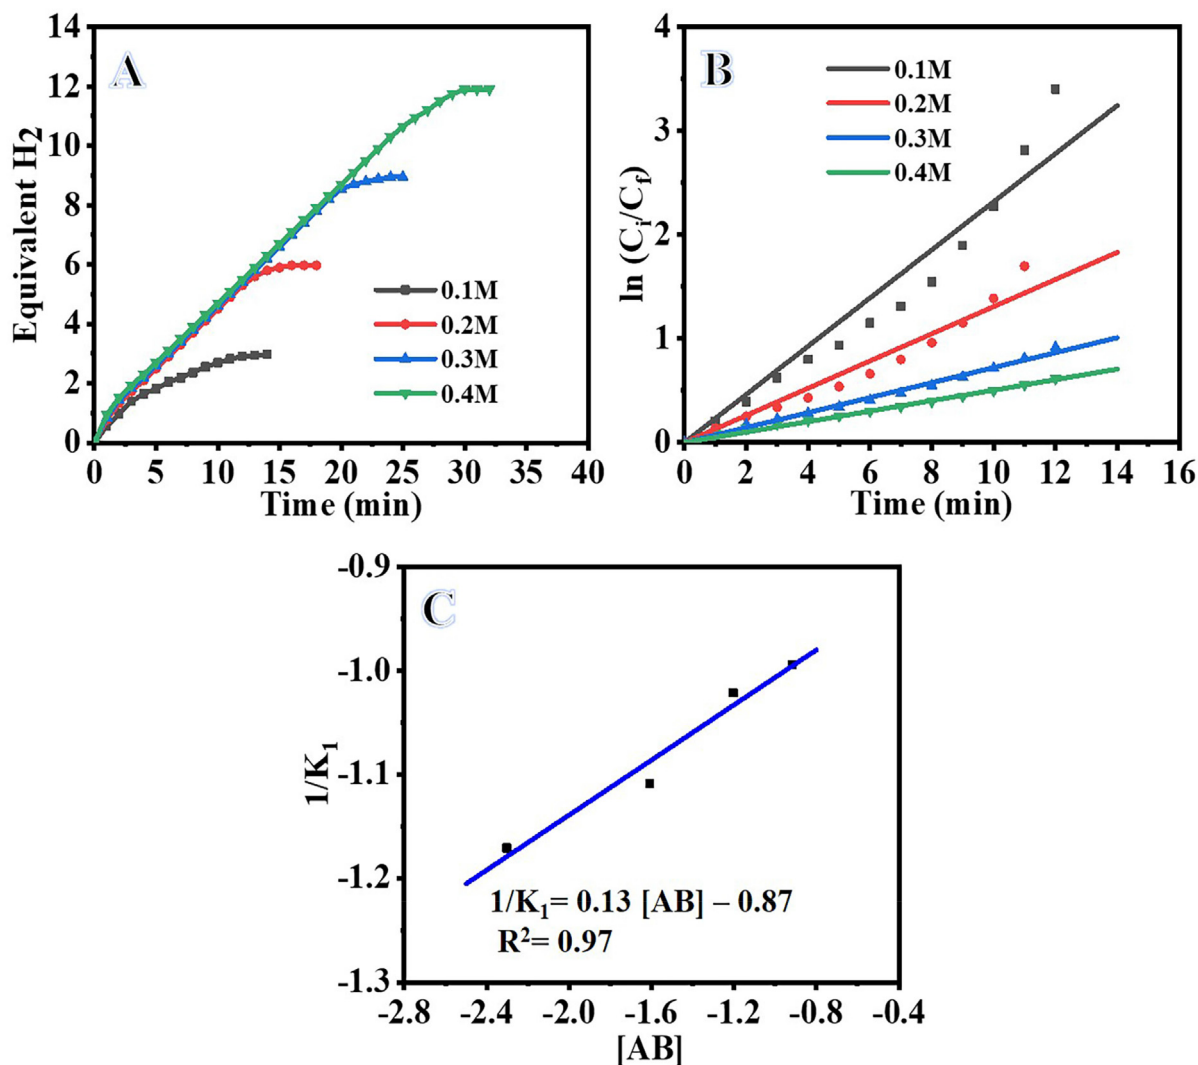 A
Equivalent H2
14
12
10
8
6
4
2
0
0.1M
0.2M
0.3M
0.4M
0 5 10 15 20 25 30 35 40
Time (min)
B
ln (Ci/Cf)
4
3
2
1
0
0.1M
0.2M
0.3M
0.4M
0 2 4 6 8 10 12 14 16
Time (min)
C
1/K1
-0.9
-1.0
-1.1
-1.2
-1.3
1/K1= 0.13 [AB] – 0.87
R2= 0.97
-2.8 -2.4 -2.0 -1.6 -1.2 -0.8 -0.4
[AB]